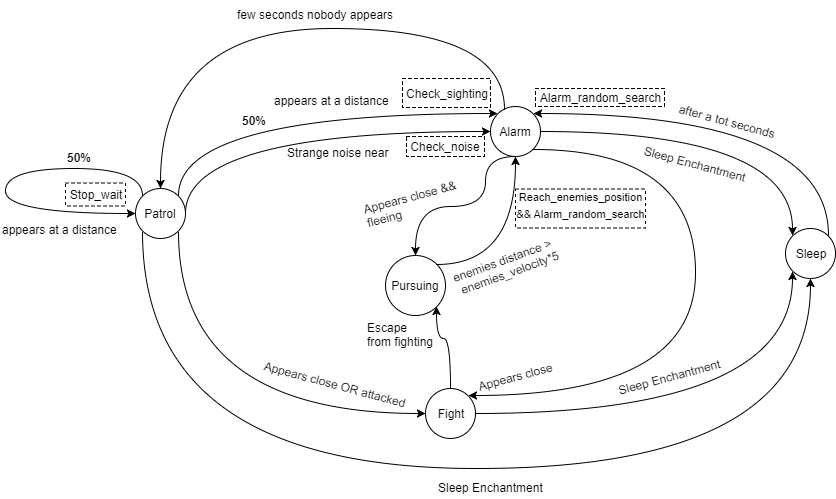 few seconds nobody appears
Check_sighting
Alarm_random_search
appears at a distance
50%
after a tot seconds
Alarm
Strange noise near
Check_noise
Sleep Enchantment
50%
Stop_wait
Patrol
appears at a distance
Appears close &&
fleeing
Reach_enemies_position
&& Alarm_random_search
Sleep
enemies distance >
enemies_velocity*5
Pursuing
Escape
from fighting
Appears close OR attacked
Appears close
Sleep Enchantment
Fight
Sleep Enchantment